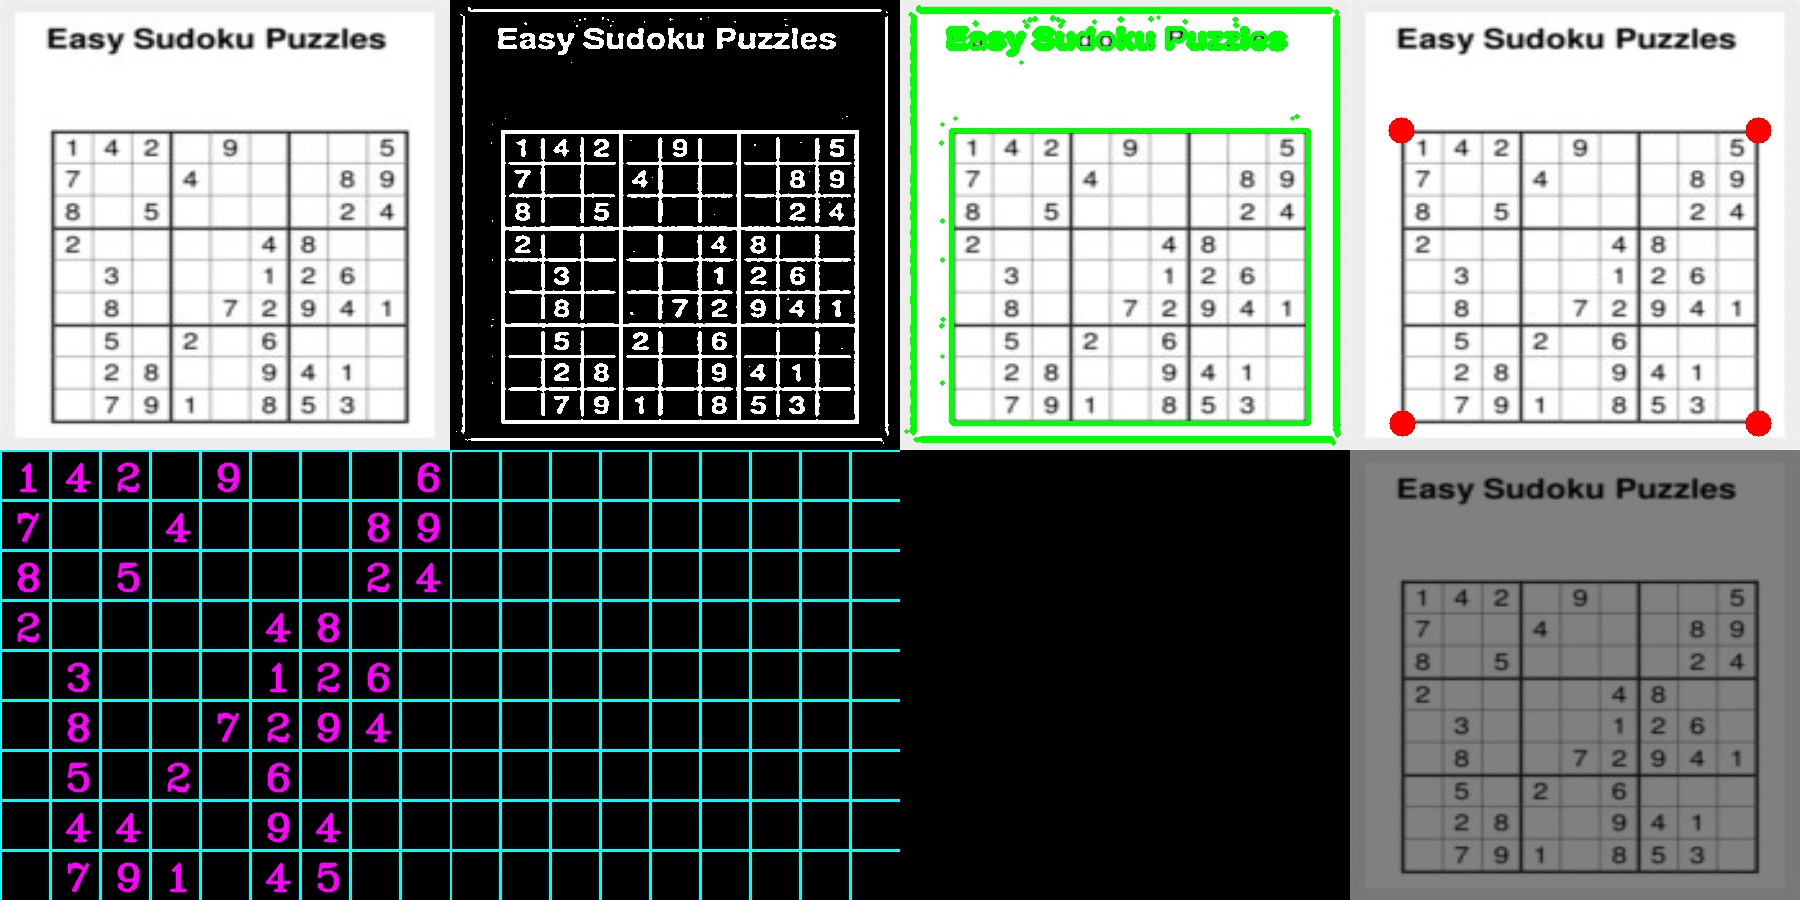 Easy Sudoku Puzzles Easy Sudoku Puzzles Easy Sudoku Puzzles Easy Sudoku Puzzles
1 4 2 9 5 1 4 2 9 5 1 4 2 9 5 1 4 2 9 5
7 4 8 9 7 4 8 9 7 4 8 9 7 4 8 9
8 5 2 4 8 5 2 4 8 5 2 4 8 5 2 4
2 4 8 2 4 8 2 4 8 2 4 8
3 1 2 6 3 1 2 6 3 1 2 6 3 1 2 6
8 7 2 9 4 1 8 7 2 9 4 1 8 7 2 9 4 1 8 7 2 9 4 1
5 2 6 5 2 6 5 2 6 5 2 6
2 8 9 4 1 2 8 9 4 1 2 8 9 4 1 2 8 9 4 1
7 9 1 8 5 3 7 9 1 8 5 3 7 9 1 8 5 3 7 9 1 8 5 3
1 4 2 9 6
7 4 8 9
8 5 2 4
2 4 8
3 1 2 6
8 7 2 9 4
5 2 6
4 4 9 4
7 9 1 4 5
Easy Sudoku Puzzles
1 4 2 9 5
7 4 8 9
8 5 2 4
2 4 8
3 1 2 6
8 7 2 9 4 1
5 2 6
2 8 9 4 1
7 9 1 8 5 3